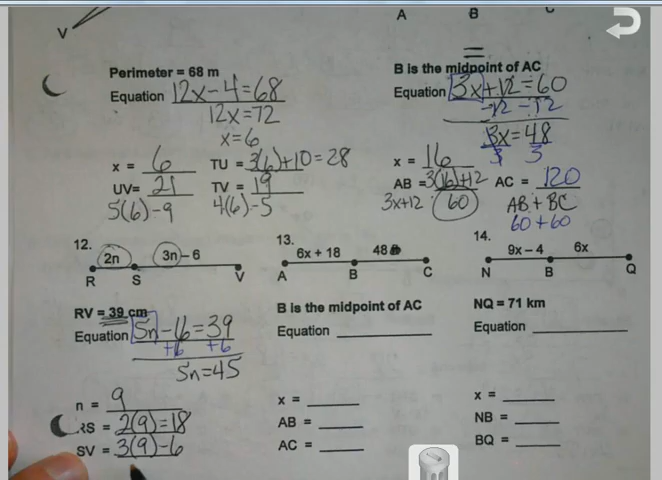 A B C
V
Perimeter = 68 m
Equation 12x-4=68
12x=72
x=6
x = 6
TU = 3(6)+10=28
UV= 21
TV = 19
5(6)-9
4(6)-5
B is the midpoint of AC
Equation 3x+12=60
-12 -12
3x=48
3 3
x = 16
AB = 3(16)+12
AC = 120
3x+12 60
AB+BC
60+60
12.
2n 3n-6
R S V
RV = 39 cm
Equation 5n-6=39
+6 +6
5n=45
n = 9
RS = 2(9)=18
SV = 3(9)-6
13.
6x + 18 48
A B C
B is the midpoint of AC
Equation
x =
AB =
AC =
14.
9x - 4 6x
N B Q
NQ = 71 km
Equation
x =
NB =
BQ =